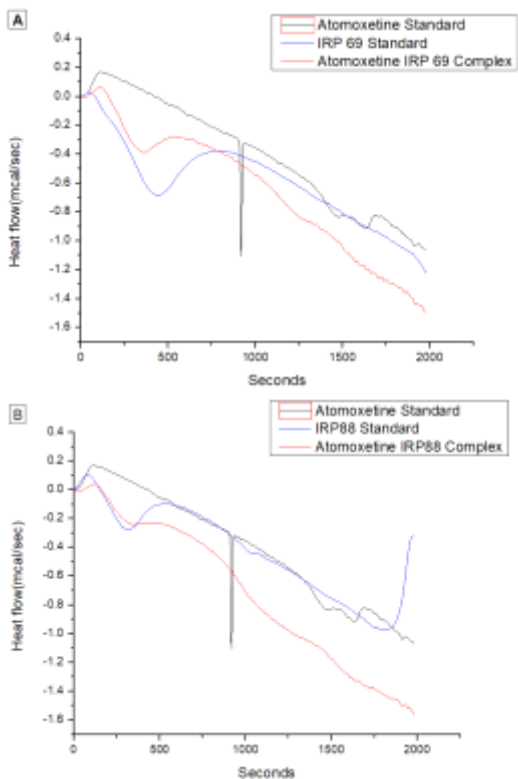 A
Atomoxetine Standard
IRP 69 Standard
Atomoxetine IRP 69 Complex
0.4
0.2
0.0
-0.2
-0.4
-0.6
-0.8
-1.0
-1.2
-1.4
-1.6
Heat flow(mcal/sec)
0 500 1000 1500 2000
Seconds
B
Atomoxetine Standard
IRP88 Standard
Atomoxetine IRP88 Complex
0.4
0.2
0.0
-0.2
-0.4
-0.6
-0.8
-1.0
-1.2
-1.4
-1.6
Heat flow(mcal/sec)
0 500 1000 1500 2000
Seconds